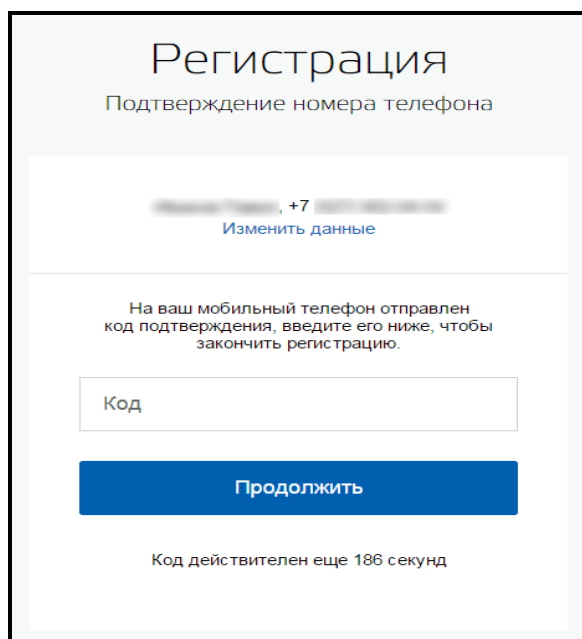 Регистрация
Подтверждение номера телефона
, +7
Изменить данные
На ваш мобильный телефон отправлен
код подтверждения, введите его ниже, чтобы
закончить регистрацию.
Код
Продолжить
Код действителен еще 186 секунд